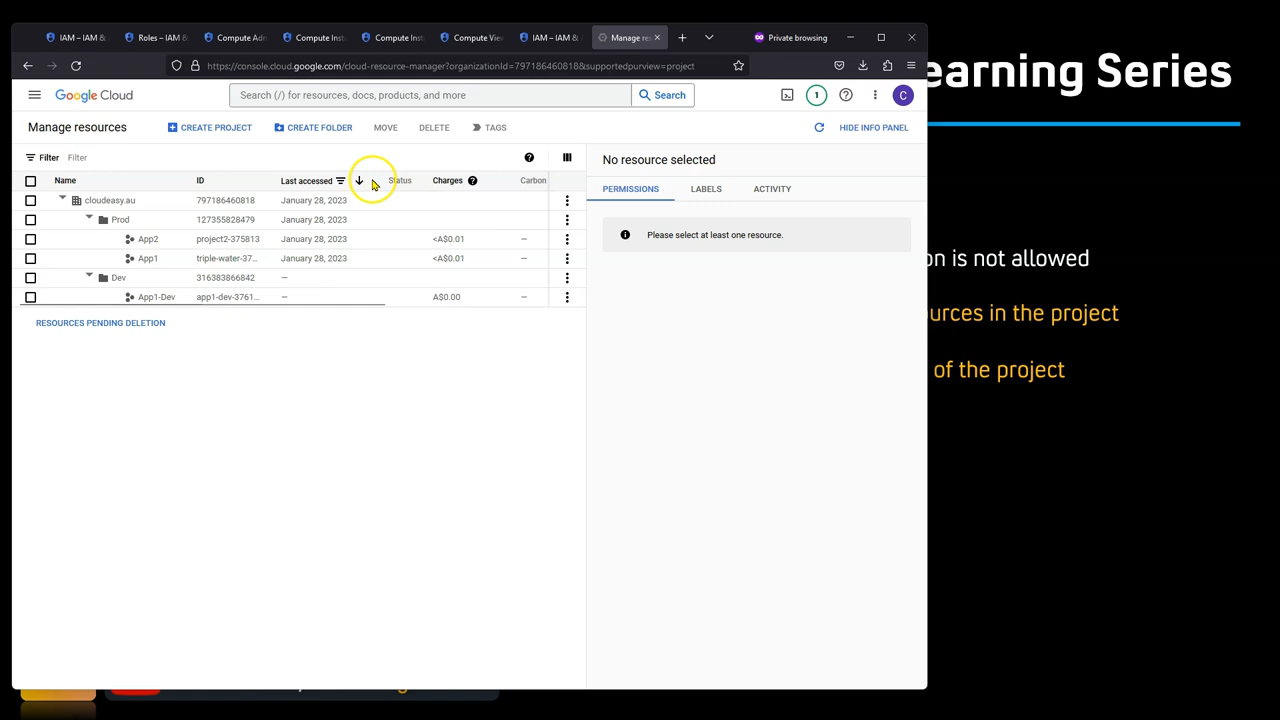 IAM – IAM &
Roles – IAM &
Compute Adm
Compute Inst
Compute Inst
Compute View
IAM – IAM &
Manage res
Private browsing
https://console.cloud.google.com/cloud-resource-manager?organizationId=797186460818&supportedpurview=project
Google Cloud
Search (/) for resources, docs, products, and more
Search
1
C
earning Series
Manage resources
CREATE PROJECT
CREATE FOLDER
MOVE
DELETE
TAGS
HIDE INFO PANEL
Filter Filter
No resource selected
Name ID Last accessed Status Charges Carbon
PERMISSIONS LABELS ACTIVITY
cloudeasy.au 797186460818 January 28, 2023
Prod 127355828479 January 28, 2023
Please select at least one resource.
App2 project2-375813 January 28, 2023 <A$0.01 –
App1 triple-water-37... January 28, 2023 <A$0.01 –
on is not allowed
Dev 316383866842 –
App1-Dev app1-dev-3761... – A$0.00 –
ources in the project
RESOURCES PENDING DELETION
of the project